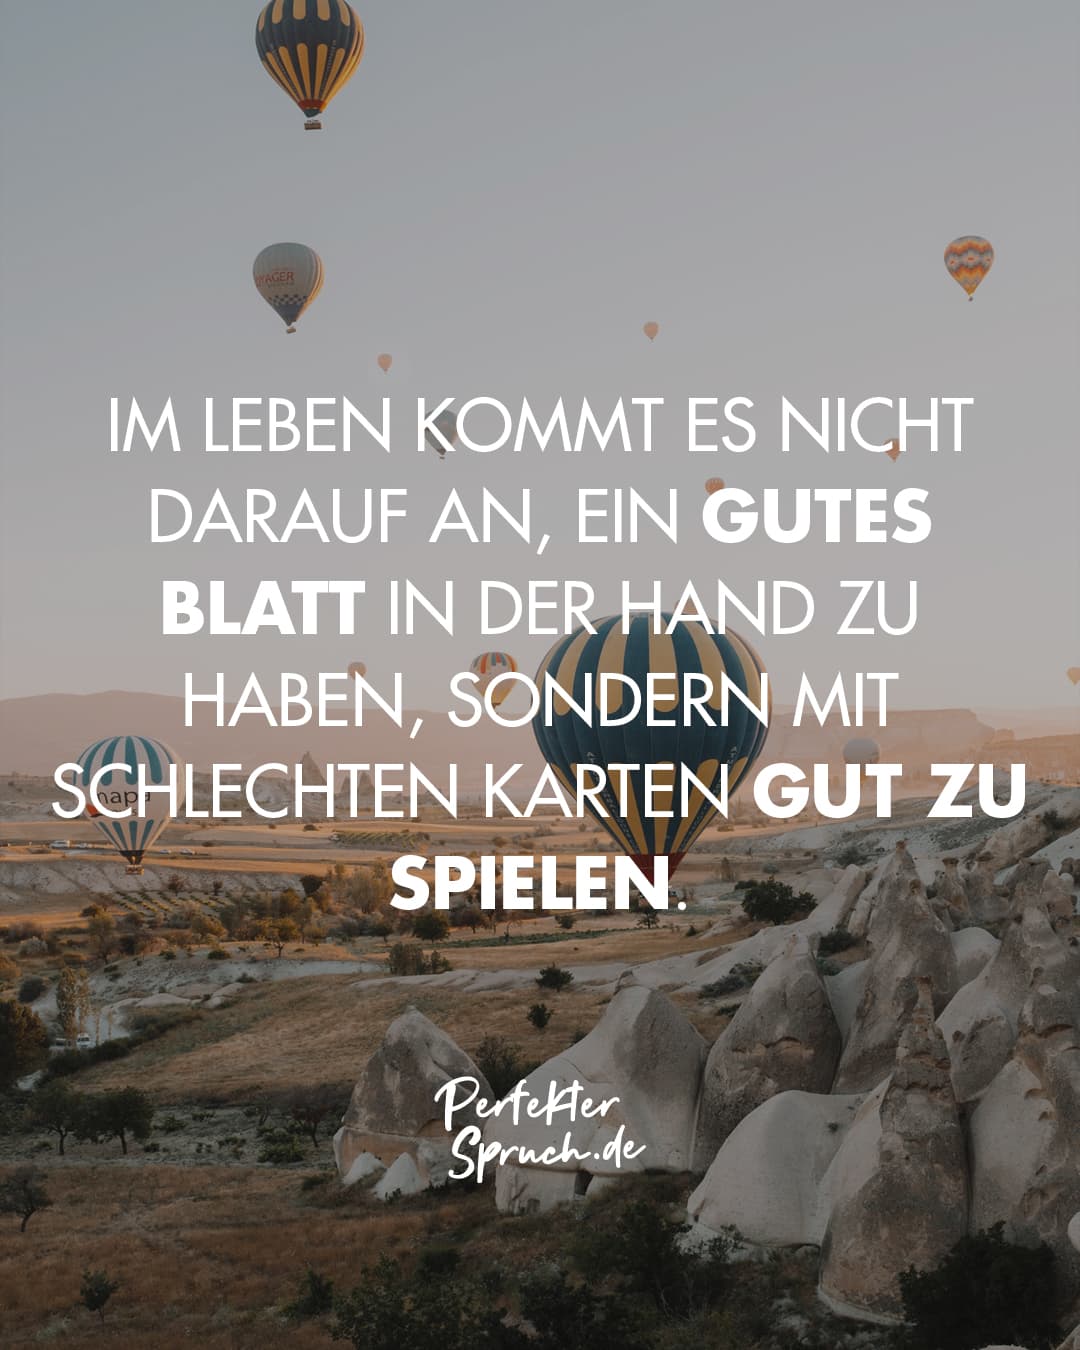 IM LEBEN KOMMT ES NICHT
DARAUF AN, EIN GUTES
BLATT IN DER HAND ZU
HABEN, SONDERN MIT
SCHLECHTEN KARTEN GUT ZU
SPIELEN.
Perfekter
Spruch.de